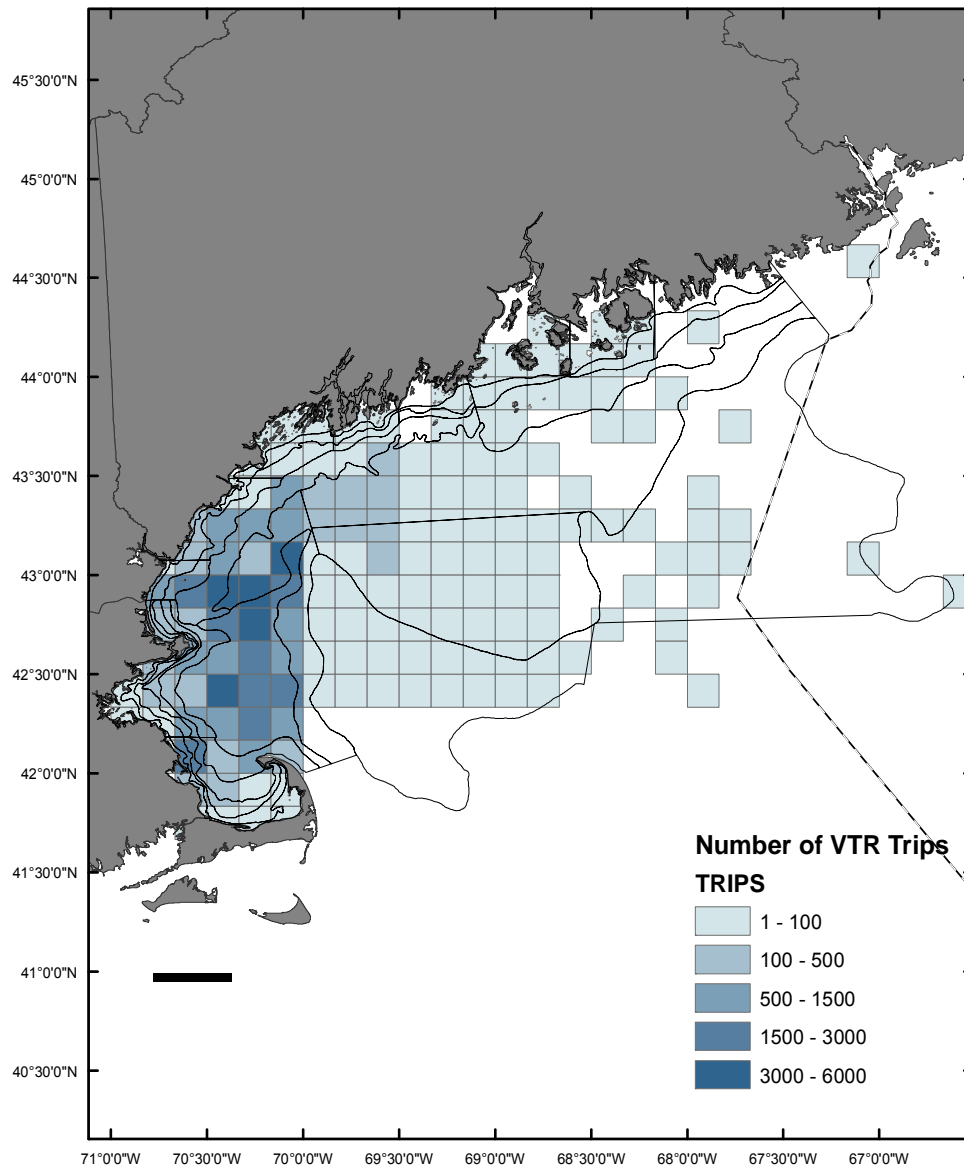 45°30'0"N
45°0'0"N
44°30'0"N
44°0'0"N
43°30'0"N
43°0'0"N
42°30'0"N
42°0'0"N
41°30'0"N
41°0'0"N
40°30'0"N
Number of VTR Trips
TRIPS
1 - 100
100 - 500
500 - 1500
1500 - 3000
3000 - 6000
71°0'0"W 70°30'0"W 70°0'0"W 69°30'0"W 69°0'0"W 68°30'0"W 68°0'0"W 67°30'0"W 67°0'0"W